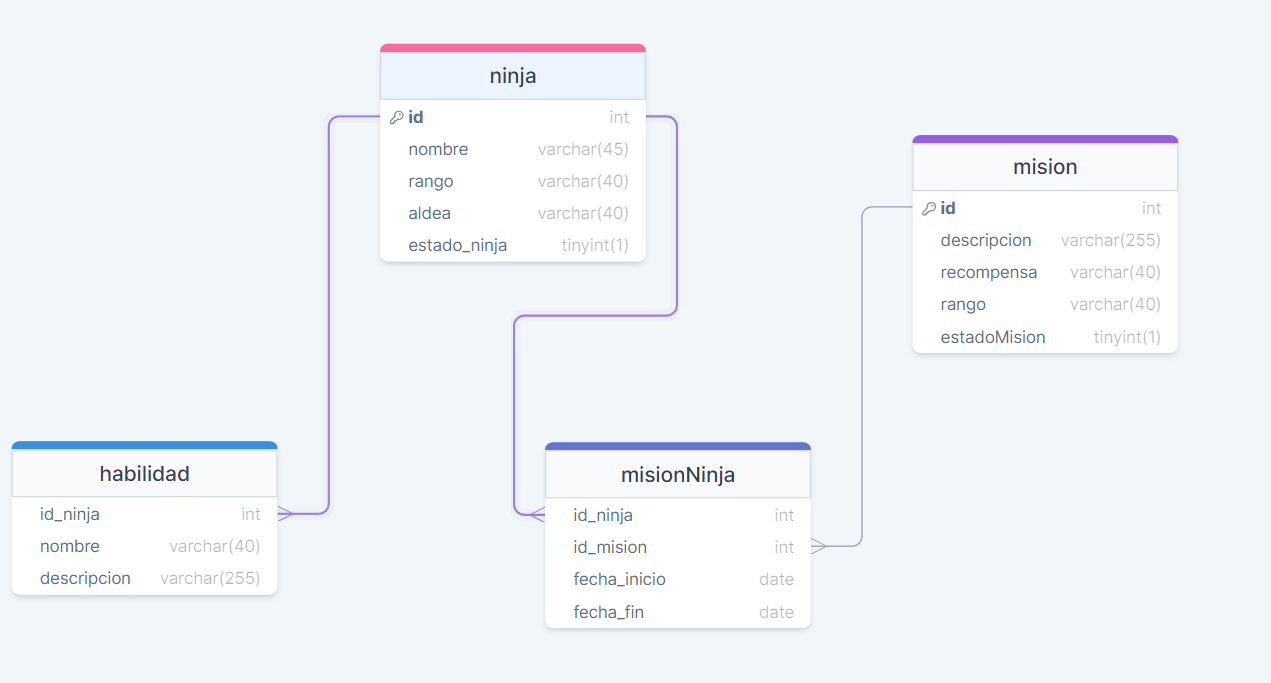 ninja
id int
nombre varchar(45)
rango varchar(40)
aldea varchar(40)
estado_ninja tinyint(1)
mision
id int
descripcion varchar(255)
recompensa varchar(40)
rango varchar(40)
estadoMision tinyint(1)
habilidad
id_ninja int
nombre varchar(40)
descripcion varchar(255)
misionNinja
id_ninja int
id_mision int
fecha_inicio date
fecha_fin date